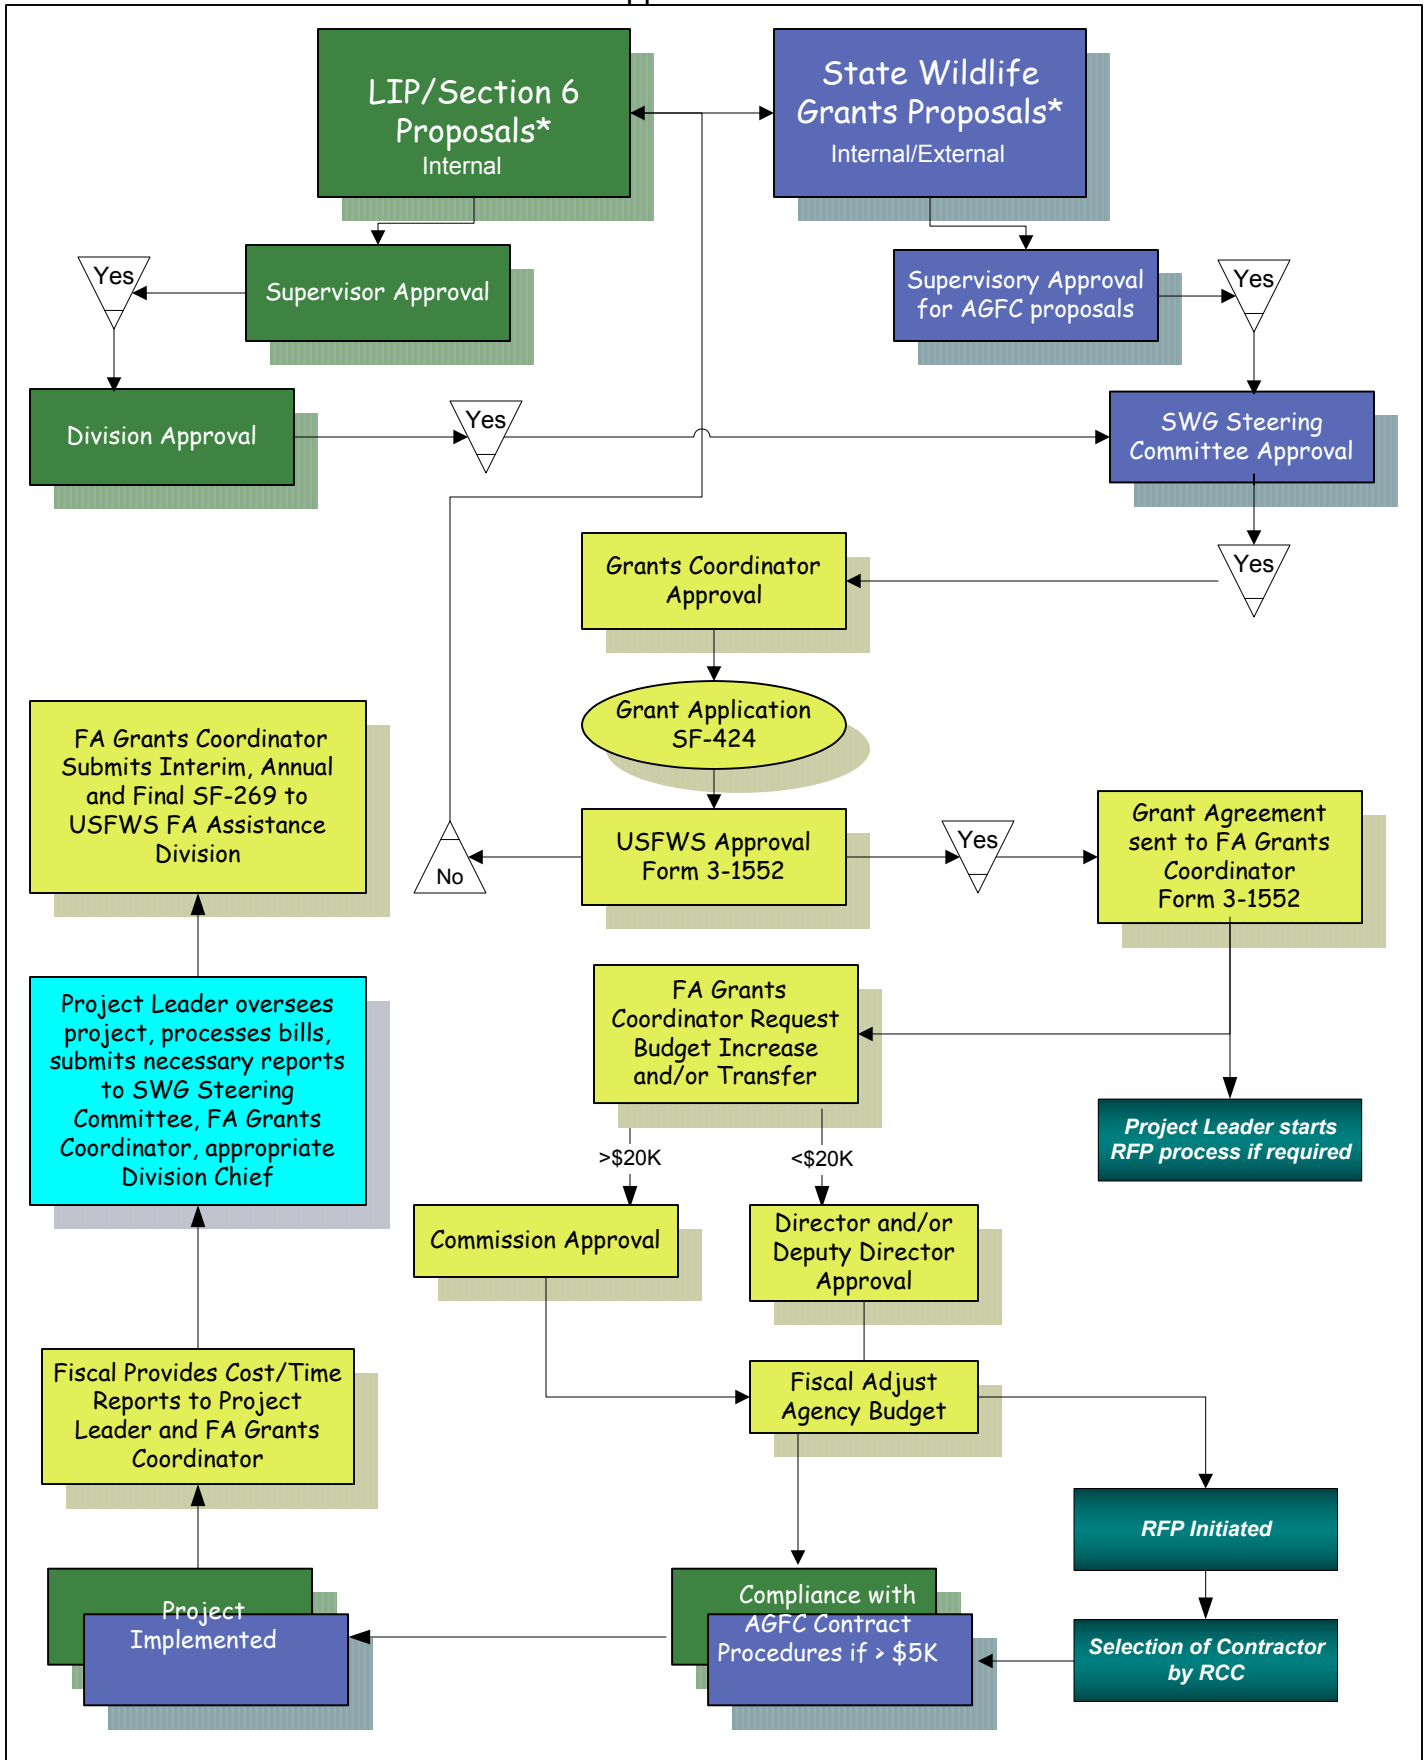 LIP/Section 6
Proposals*
Internal
State Wildlife
Grants Proposals*
Internal/External
Yes
Supervisor Approval
Supervisory Approval
for AGFC proposals
Yes
Division Approval
Yes
SWG Steering
Committee Approval
Grants Coordinator
Approval
Yes
Grant Application
SF-424
FA Grants Coordinator
Submits Interim, Annual
and Final SF-269 to
USFWS FA Assistance
Division
No
USFWS Approval
Form 3-1552
Yes
Grant Agreement
sent to FA Grants
Coordinator
Form 3-1552
Project Leader oversees
project, processes bills,
submits necessary reports
to SWG Steering
Committee, FA Grants
Coordinator, appropriate
Division Chief
FA Grants
Coordinator Request
Budget Increase
and/or Transfer
>$20K
<$20K
Project Leader starts
RFP process if required
Commission Approval
Director and/or
Deputy Director
Approval
Fiscal Provides Cost/Time
Reports to Project
Leader and FA Grants
Coordinator
Fiscal Adjust
Agency Budget
RFP Initiated
Project
Implemented
Compliance with
AGFC Contract
Procedures if > $5K
Selection of Contractor
by RCC